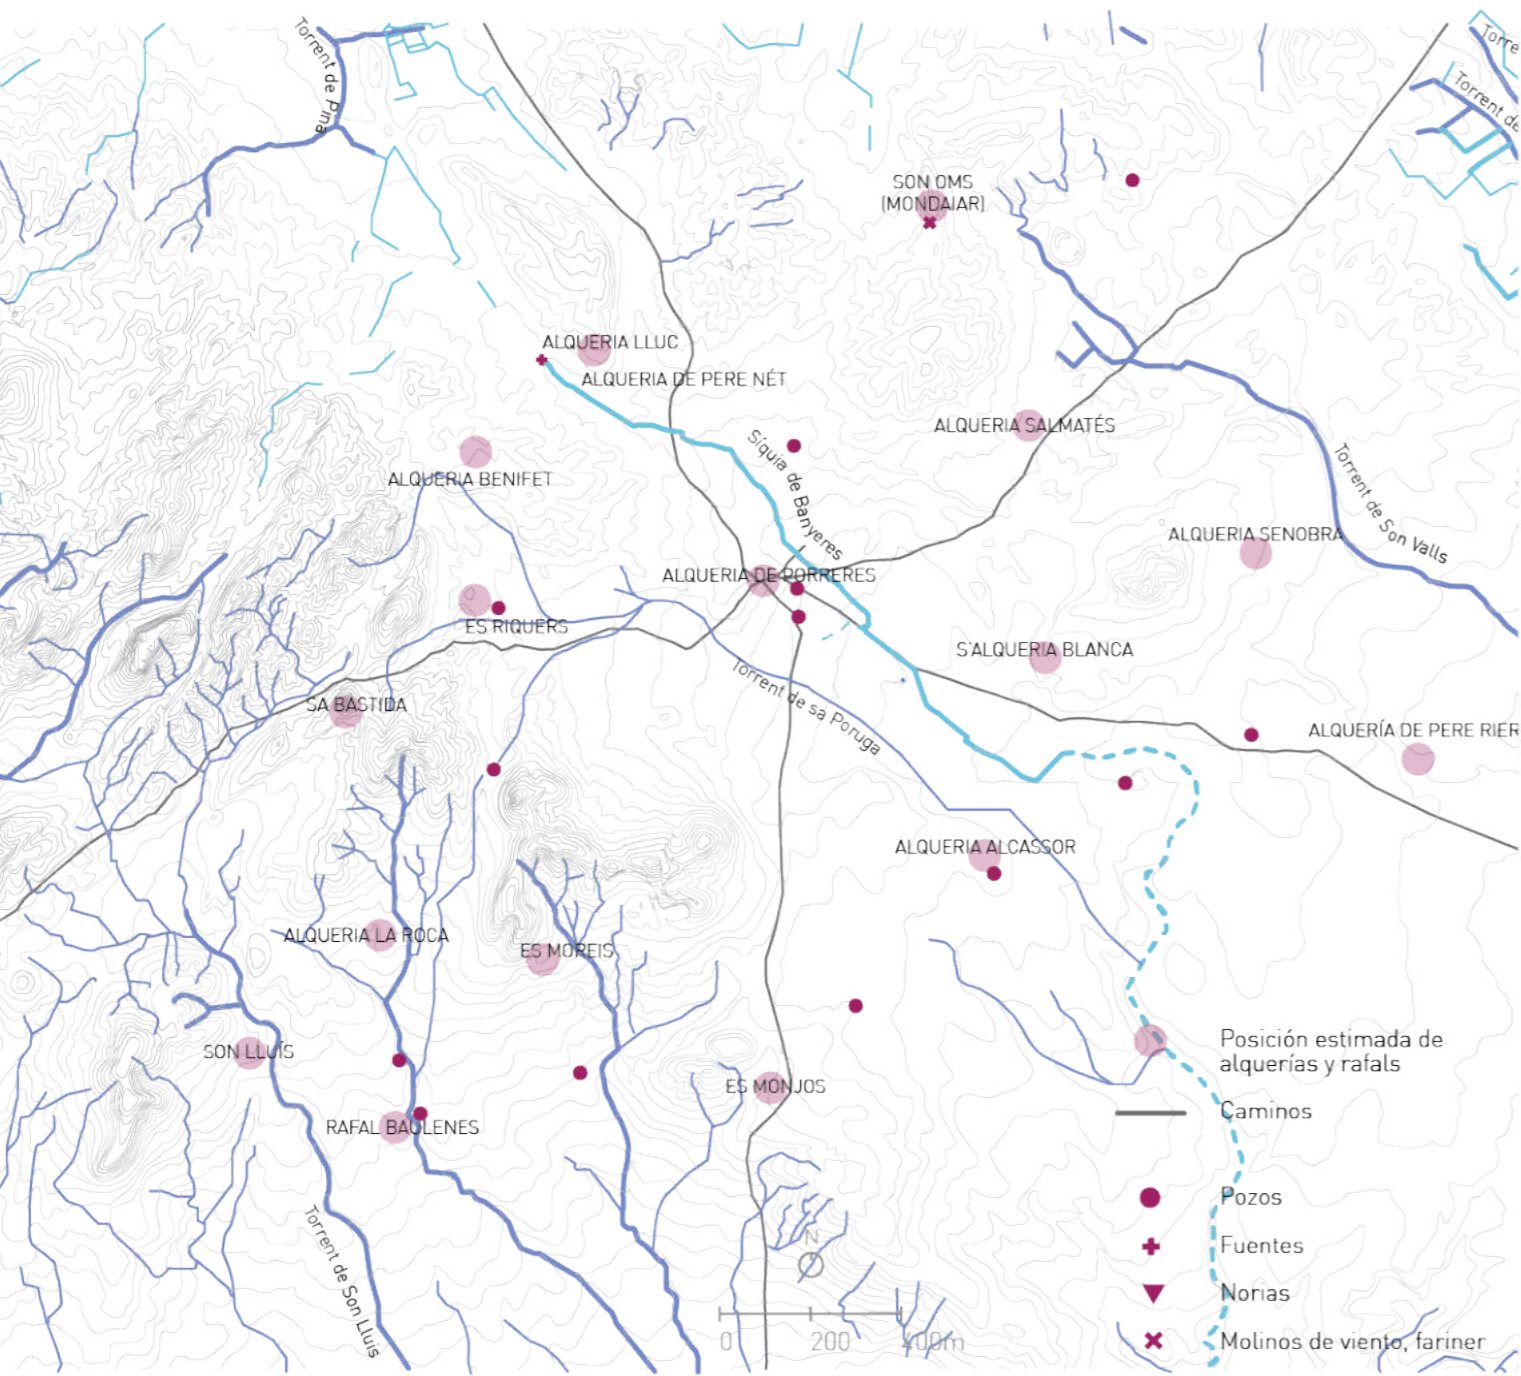 Torrent de Pina
Torre
Torrent de
SON OMS
(MONDAIAR)
ALQUERIA LLUC
ALQUERIA DE PERE NÉT
ALQUERIA SALMATÉS
Síquia de Banyeres
ALQUERIA BENIFET
Torrent de Son Valls
ALQUERIA SENOBRA
ALQUERIA DE PORRERES
ES RIQUERS
S'ALQUERIA BLANCA
Torrent de sa Poruga
SA BASTIDA
ALQUERÍA DE PERE RIER
ALQUERIA ALCASSOR
ALQUERIA LA ROCA
ES MOREIS
SON LLUÍS
ES MONJOS
RAFAL BAULENES
Torrent de Son Lluis
Posición estimada de
alquerías y rafals
Caminos
Pozos
Fuentes
Norias
Molinos de viento, fariner
N
0 200 400m